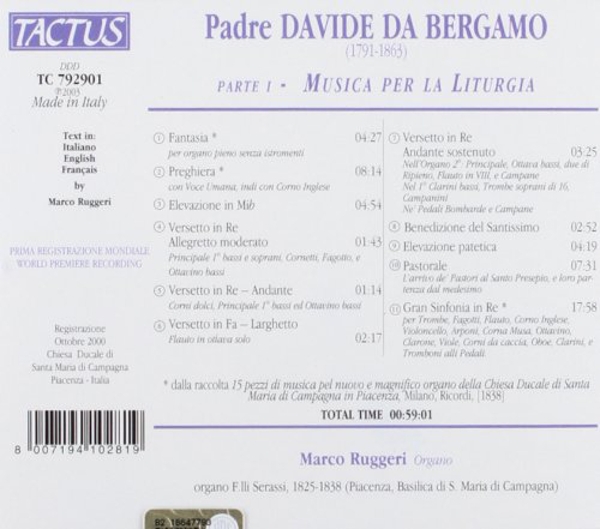 TACTUS
DDD
TC 792901
℗2003
Made in Italy
Text in:
Italiano
English
Français
by
Marco Ruggeri
PRIMA REGISTRAZIONE MONDIALE
WORLD PREMIERE RECORDING
Registrazione
Ottobre 2000
Chiesa Ducale di
Santa Maria di Campagna
Piacenza - Italia
8 007194 102819
Padre DAVIDE DA BERGAMO
(1791-1863)
PARTE I - MUSICA PER LA LITURGIA
1 Fantasia * 04:27
per organo pieno senza istromenti
2 Preghiera * 08:14
con Voce Umana, indi con Corno Inglese
3 Elevazione in Mib 04:54
4 Versetto in Re
Allegretto moderato 01:43
Principale 1° bassi e soprani, Cornetti, Fagotto, e
Ottavino bassi
5 Versetto in Re – Andante 01:14
Corni dolci, Principale 1° bassi ed Ottavino bassi
6 Versetto in Fa – Larghetto
Flauto in ottava solo 02:17
7 Versetto in Re
Andante sostenuto 03:25
Nell'Organo 2°: Principale, Ottava bassi, due di
Ripieno, Flauto in VIII, e Campane
Nel 1° Clarini bassi, Trombe soprani di 16,
Campanini
Ne' Pedali Bombarde e Campane
8 Benedizione del Santissimo 02:52
9 Elevazione patetica 04:19
10 Pastorale 07:31
L'arrivo de' Pastori al Santo Presepio, e loro par-
tenza dal medesimo
11 Gran Sinfonia in Re * 17:58
per Trombe, Fagotti, Flauto, Corno Inglese,
Violoncello, Arponi, Corna Musa, Ottavino,
Clarone, Viole, Corni da caccia, Oboe, Clarini, e
Tromboni alli Pedali
* dalla raccolta 15 pezzi di musica pel nuovo e magnifico organo della Chiesa Ducale di Santa
Maria di Campagna in Piacenza, Milano, Ricordi, [1838]
TOTAL TIME 00:59:01
Marco Ruggeri Organo
organo F.lli Serassi, 1825-1838 (Piacenza, Basilica di S. Maria di Campagna)